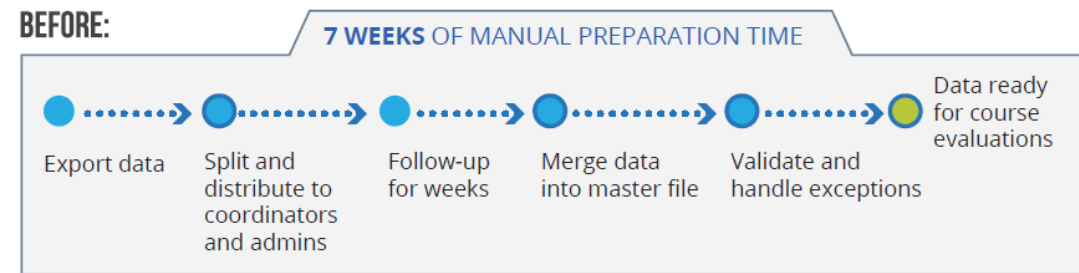 BEFORE:
7 WEEKS OF MANUAL PREPARATION TIME
Export data
Split and
distribute to
coordinators
and admins
Follow-up
for weeks
Merge data
into master file
Validate and
handle exceptions
Data ready
for course
evaluations